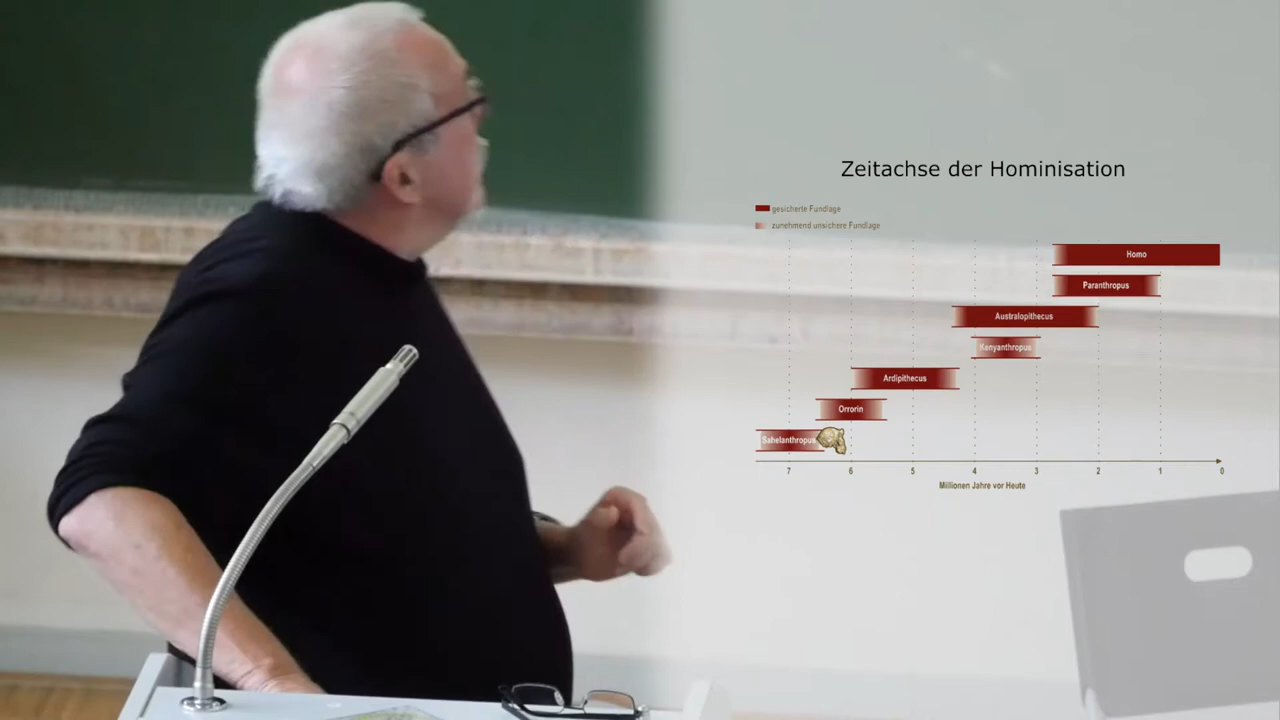 Zeitachse der Hominisation
gesicherte Fundlage
zunehmend unsichere Fundlage
Homo
Paranthropus
Australopithecus
Kenyanthropus
Ardipithecus
Orrorin
Sahelanthropus
7 6 5 4 3 2 1 0
Millionen Jahre vor Heute